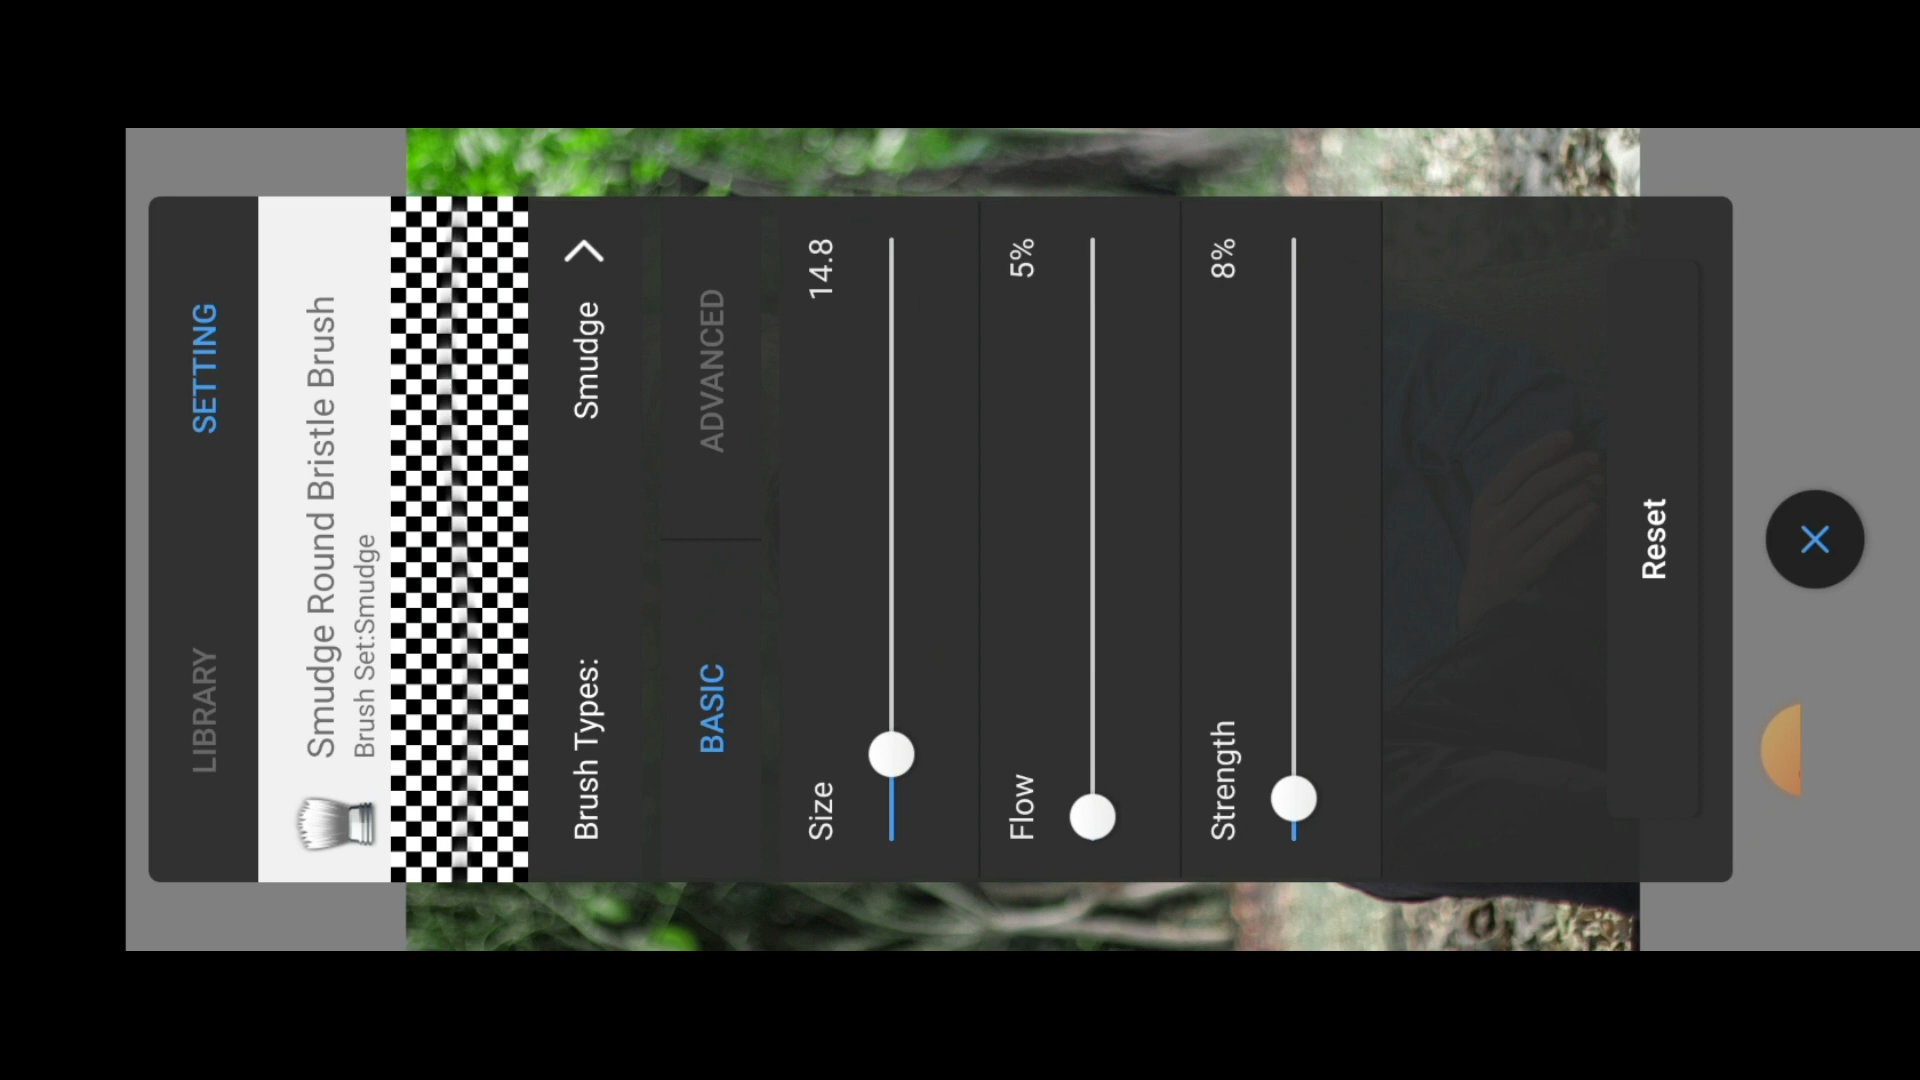 LIBRARY
SETTING
Smudge Round Bristle Brush
Brush Set:Smudge
Brush Types:
Smudge
BASIC
ADVANCED
Size
14.8
Flow
5%
Strength
8%
Reset